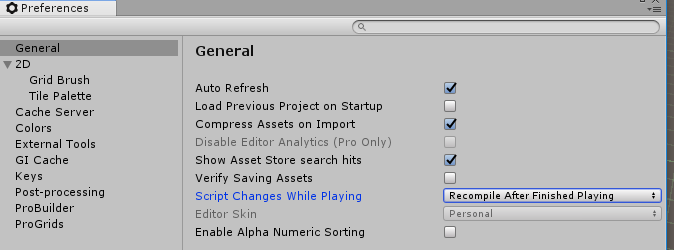 Preferences
General
2D
Grid Brush
Tile Palette
Cache Server
Colors
External Tools
GI Cache
Keys
Post-processing
ProBuilder
ProGrids
General
Auto Refresh
Load Previous Project on Startup
Compress Assets on Import
Disable Editor Analytics (Pro Only)
Show Asset Store search hits
Verify Saving Assets
Script Changes While Playing Recompile After Finished Playing
Editor Skin Personal
Enable Alpha Numeric Sorting